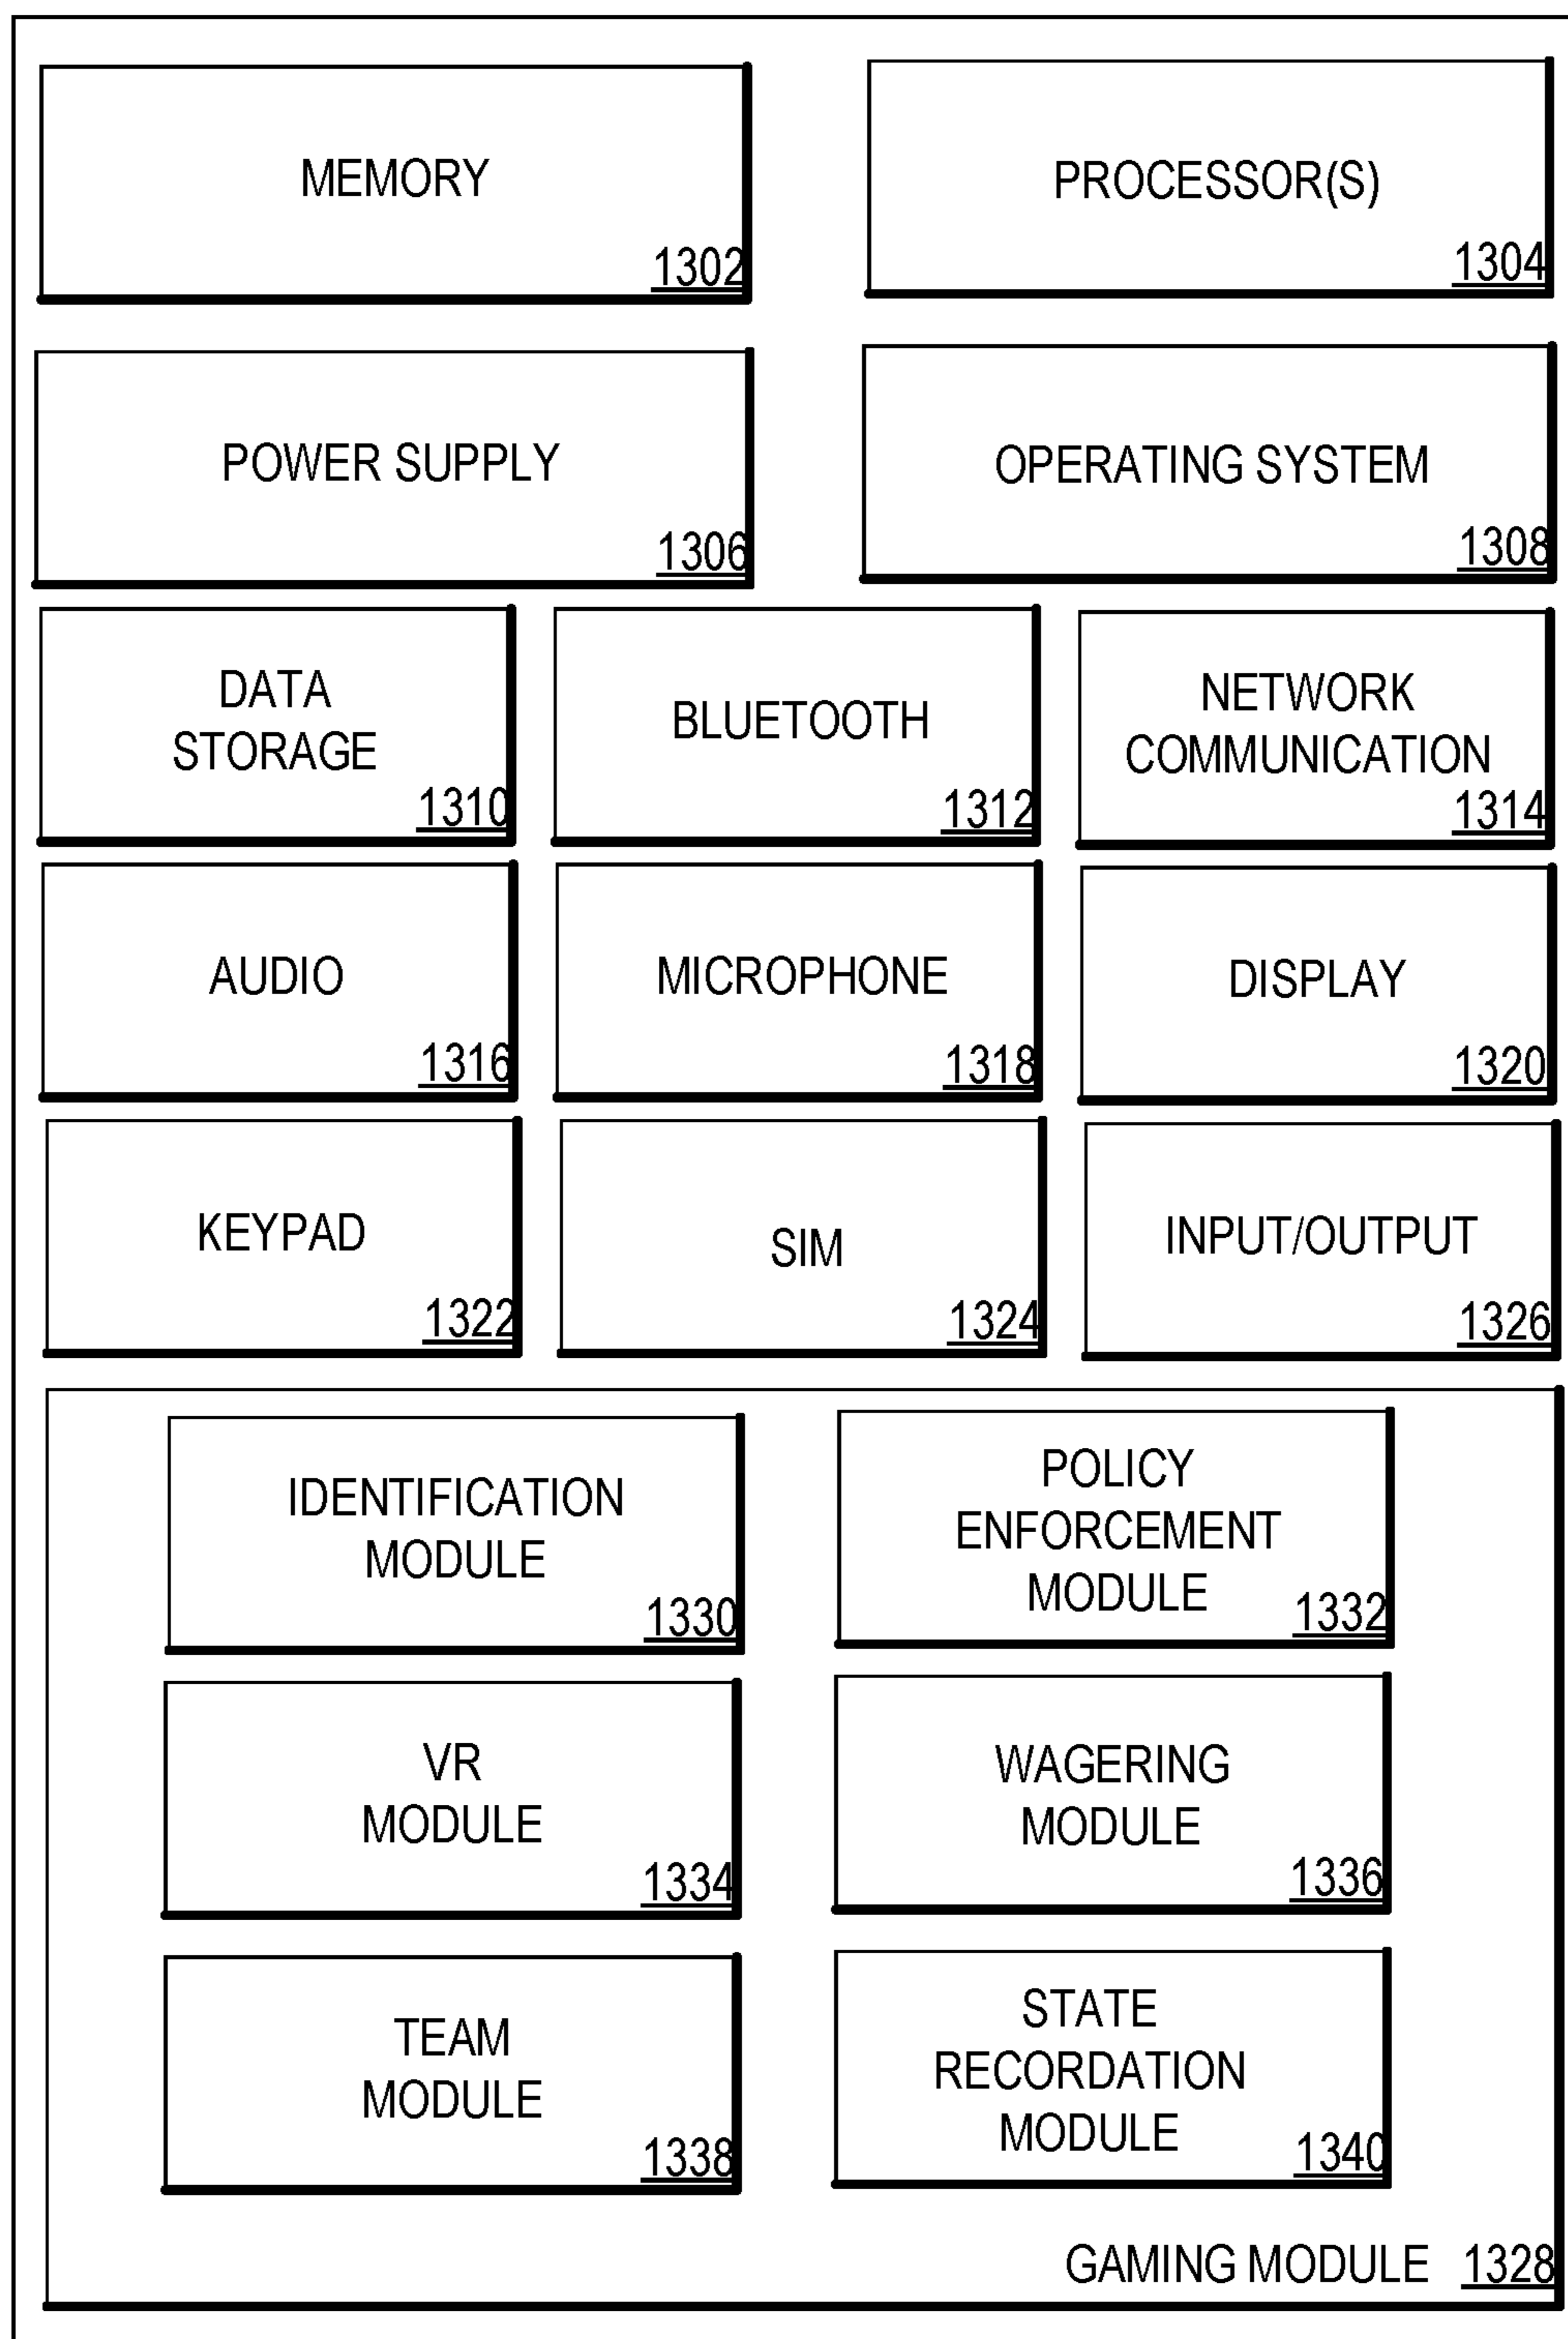 MEMORY
1302
PROCESSOR(S)
1304
POWER SUPPLY
1306
OPERATING SYSTEM
1308
DATA
STORAGE
1310
BLUETOOTH
1312
NETWORK
COMMUNICATION
1314
AUDIO
1316
MICROPHONE
1318
DISPLAY
1320
KEYPAD
1322
SIM
1324
INPUT/OUTPUT
1326
IDENTIFICATION
MODULE
1330
POLICY
ENFORCEMENT
MODULE
1332
VR
MODULE
1334
WAGERING
MODULE
1336
TEAM
MODULE
1338
STATE
RECORDATION
MODULE
1340
GAMING MODULE 1328